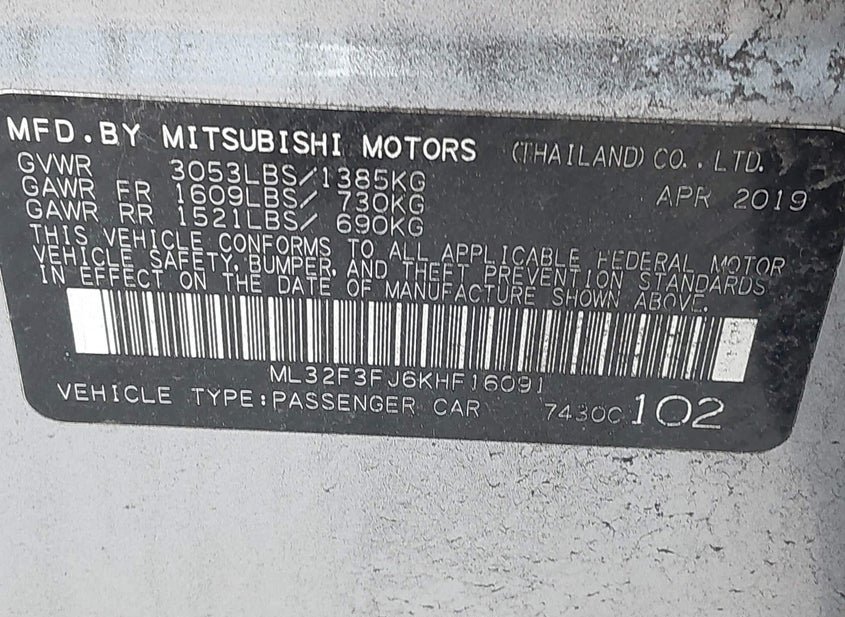 MFD.BY MITSUBISHI MOTORS (THAILAND) CO., LTD.
GVWR 3053LBS/1385KG APR 2019
GAWR FR 1609LBS/ 730KG
GAWR RR 1521LBS/ 690KG
THIS VEHICLE CONFORMS TO ALL APPLICABLE FEDERAL MOTOR
VEHICLE SAFETY, BUMPER, AND THEFT PREVENTION STANDARDS
IN EFFECT ON THE DATE OF MANUFACTURE SHOWN ABOVE.
ML32F3FJ6KHF16091
VEHICLE TYPE:PASSENGER CAR 7430C 102